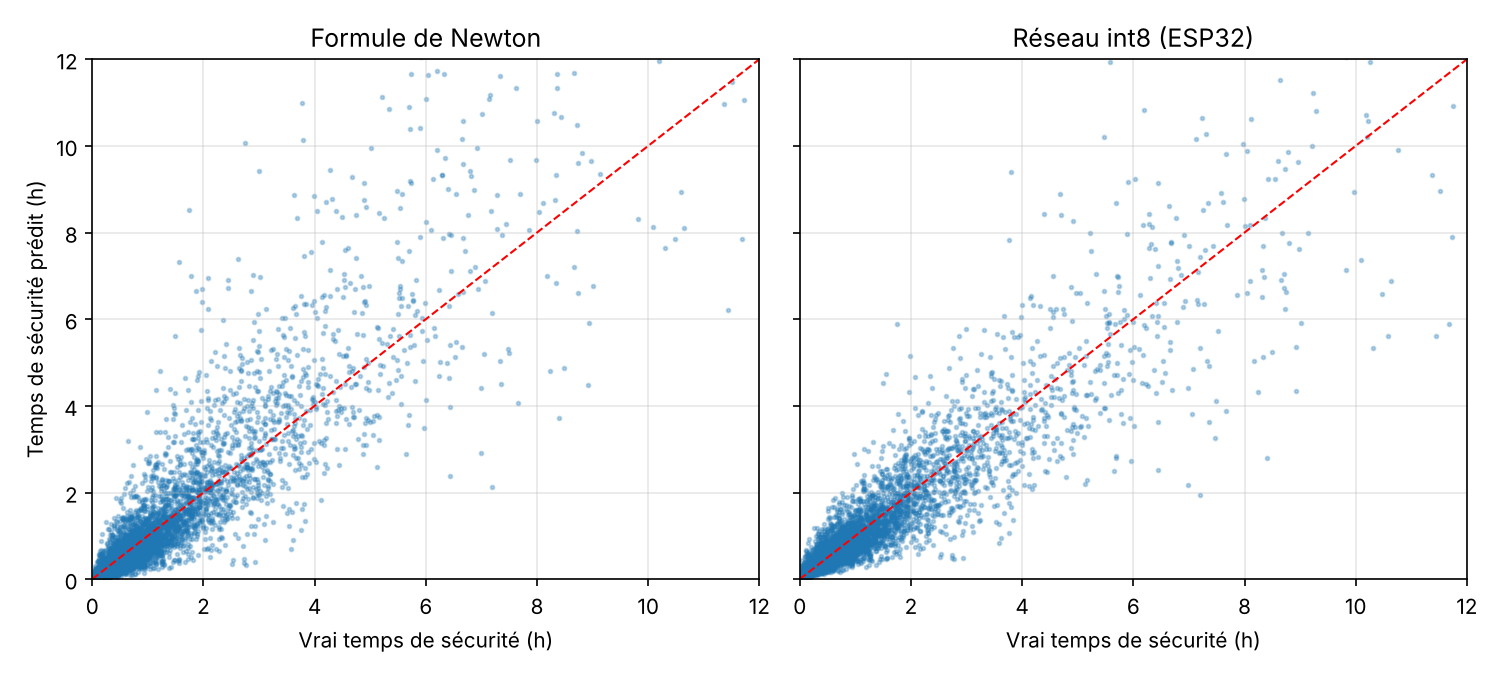 Formule de Newton
Réseau int8 (ESP32)
Temps de sécurité prédit (h)
12
10
8
6
4
2
0
0 2 4 6 8 10 12
0 2 4 6 8 10 12
Vrai temps de sécurité (h)
Vrai temps de sécurité (h)